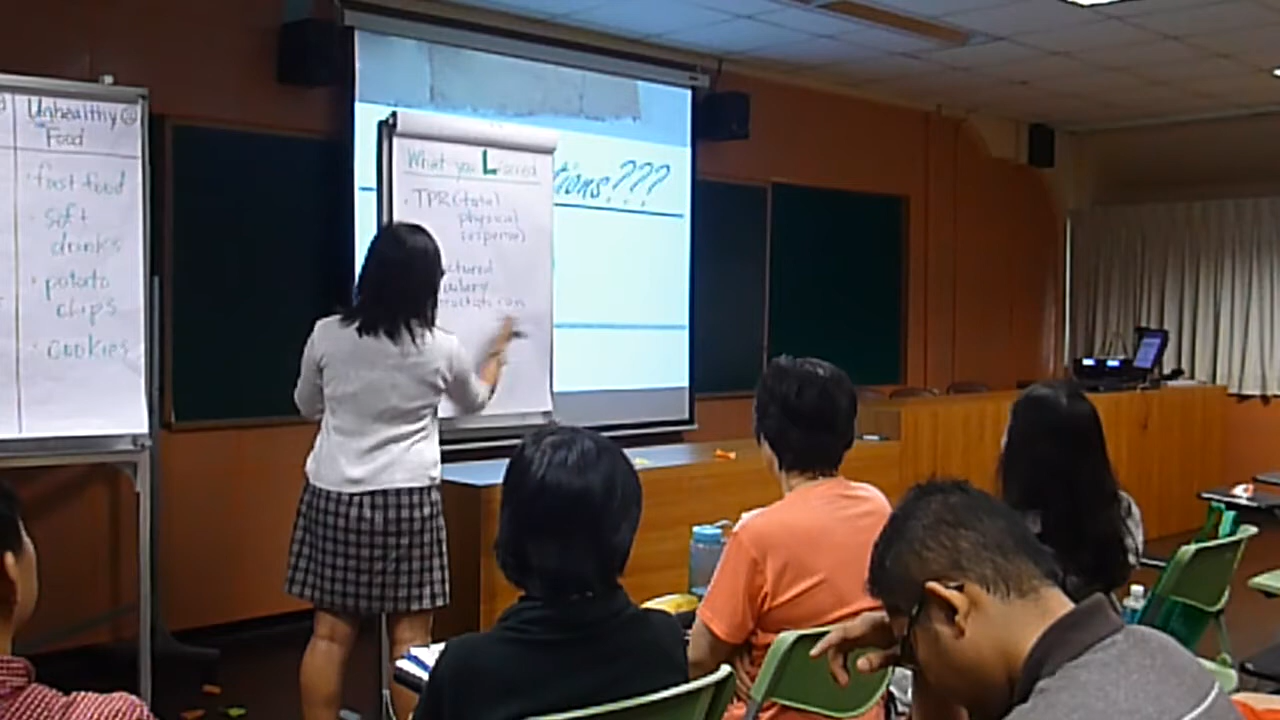 Unhealthy
Food
· fast food
· soft
drinks
· potato
chips
· cookies
What you Learned
· TPR (total
physical
response)
tions???